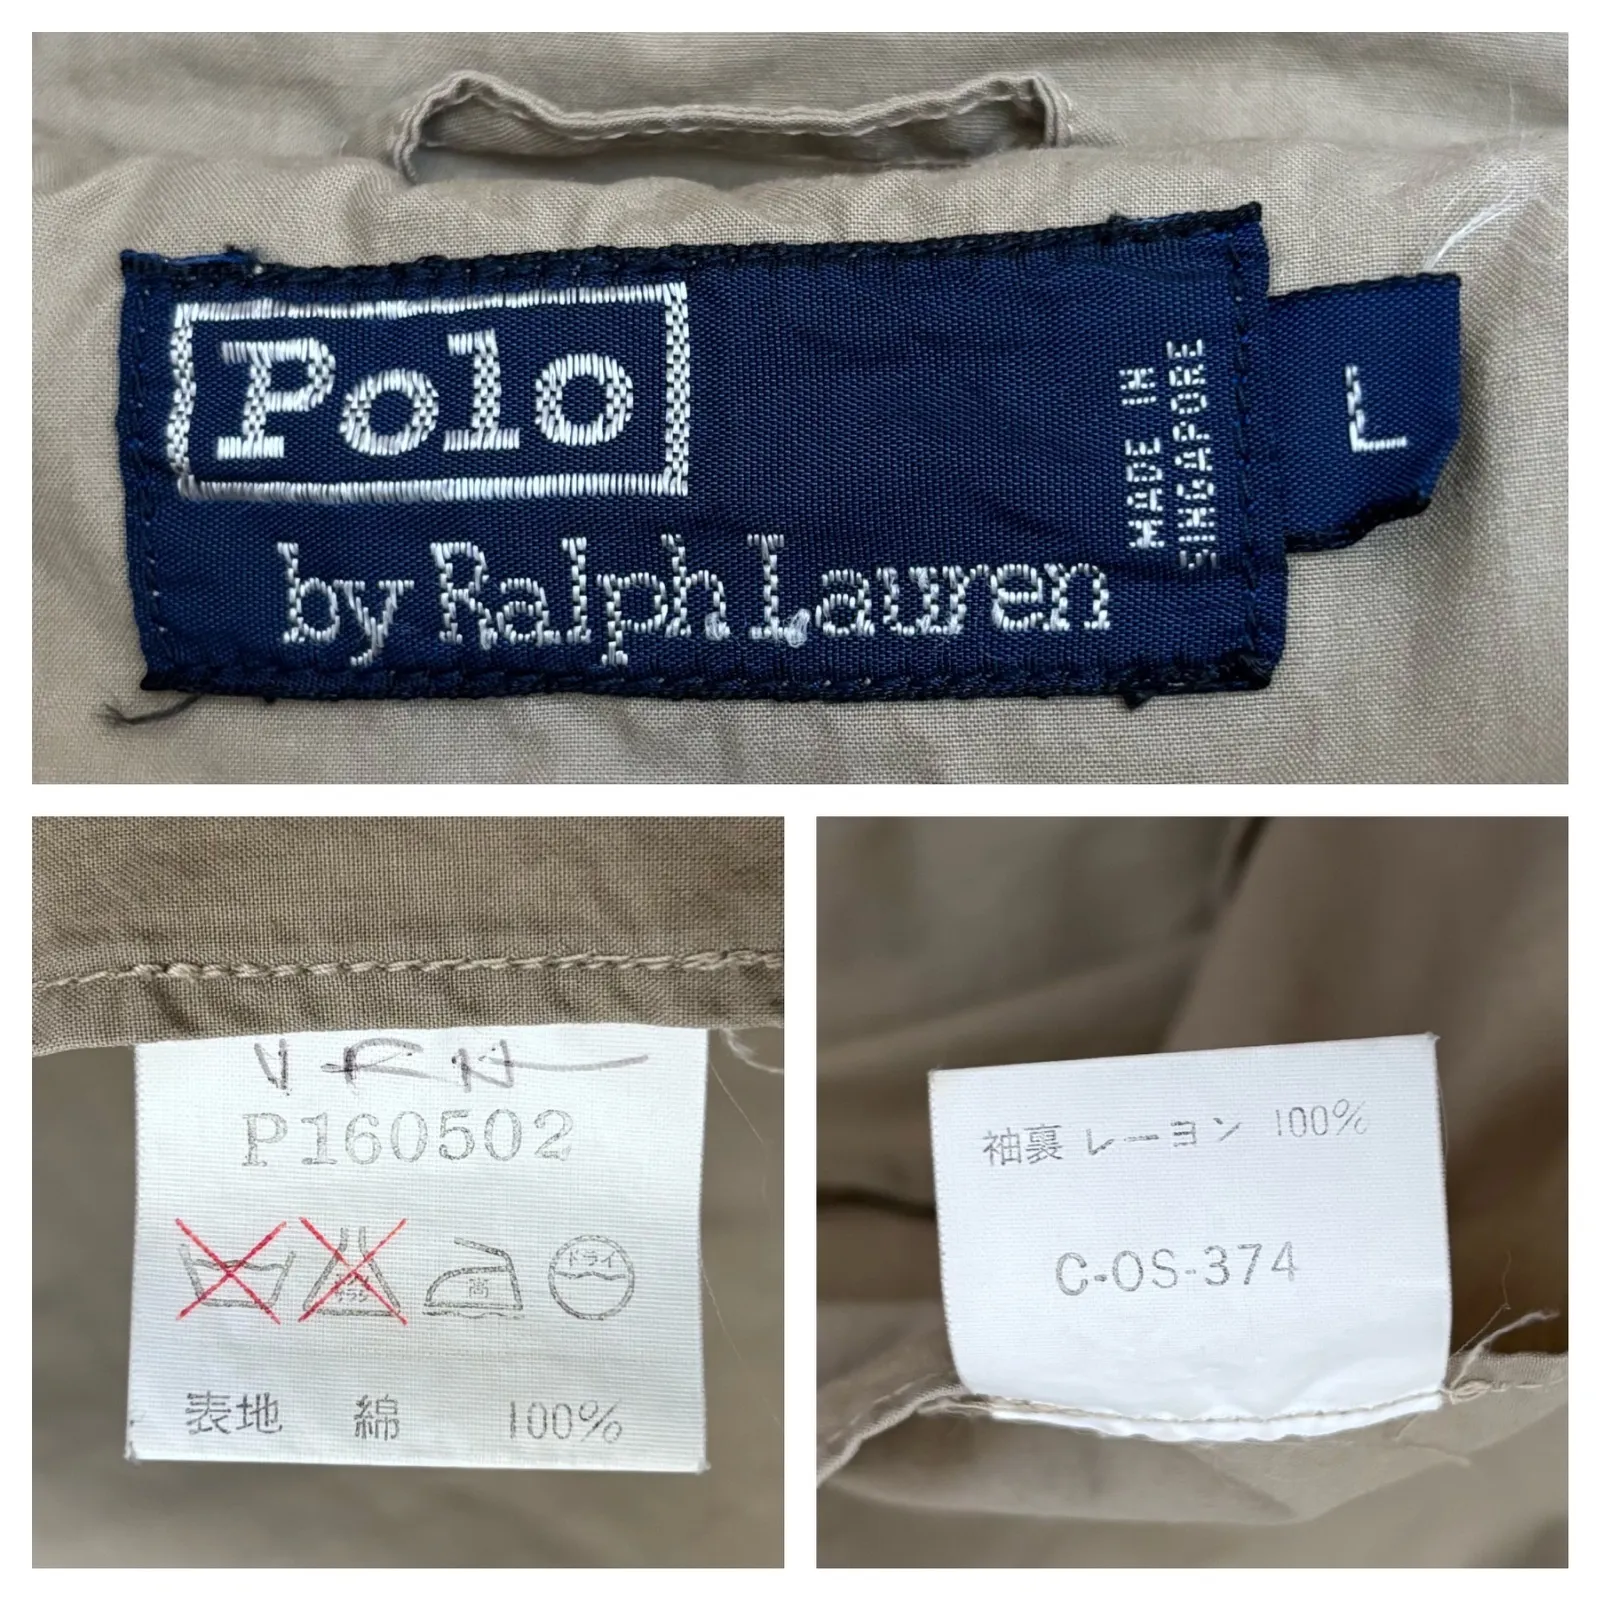 Polo
by Ralph Lauren
MADE IN
SINGAPORE
L
P160502
高
ドライ
表地 綿 100%
袖裏 レーヨン 100%
C-OS-374